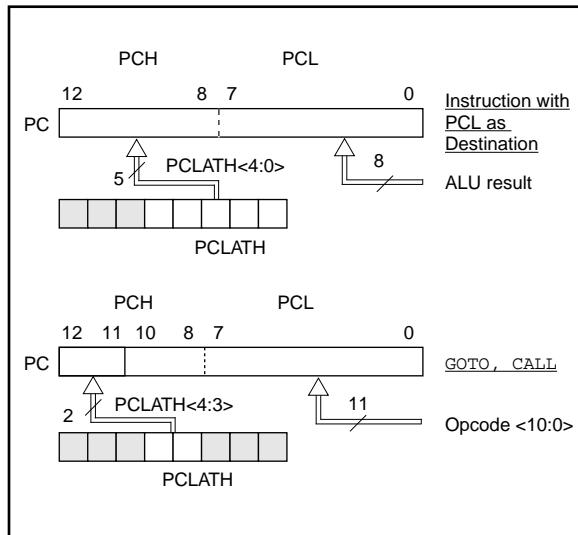 PCH PCL
12 8 7 0
PC
Instruction with
PCL as
Destination
5 PCLATH<4:0>
8
ALU result
PCLATH
PCH PCL
12 11 10 8 7 0
PC
GOTO, CALL
2 PCLATH<4:3>
11
Opcode <10:0>
PCLATH